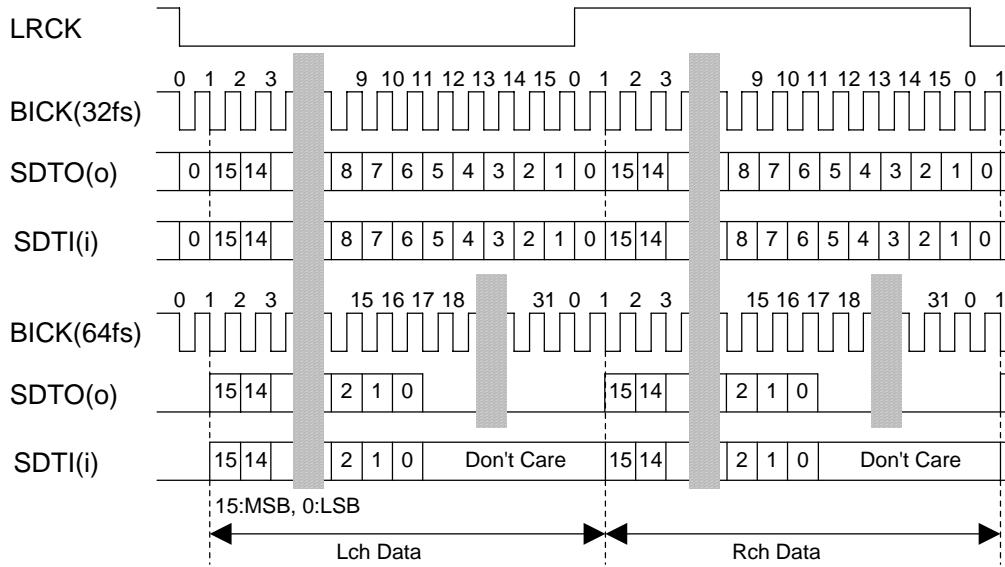 LRCK
0 1 2 3 9 10 11 12 13 14 15 0 1 2 3 9 10 11 12 13 14 15 0 1
BICK(32fs)
SDTO(o) 0 15 14 8 7 6 5 4 3 2 1 0 15 14 8 7 6 5 4 3 2 1 0
SDTI(i) 0 15 14 8 7 6 5 4 3 2 1 0 15 14 8 7 6 5 4 3 2 1 0
0 1 2 3 15 16 17 18 31 0 1 2 3 15 16 17 18 31 0 1
BICK(64fs)
SDTO(o) 15 14 2 1 0 15 14 2 1 0
SDTI(i) 15 14 2 1 0 Don't Care 15 14 2 1 0 Don't Care
15:MSB, 0:LSB
Lch Data Rch Data